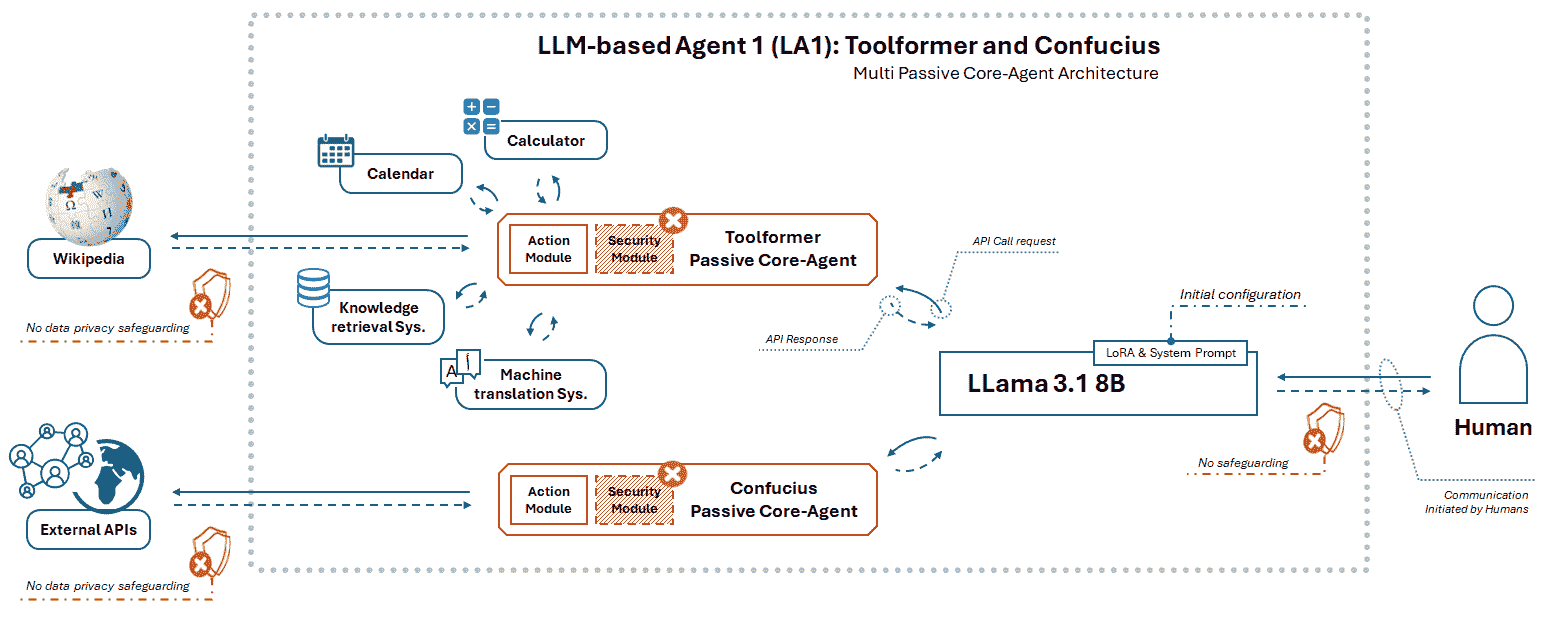 LLM-based Agent 1 (LA1): Toolformer and Confucius
Multi Passive Core-Agent Architecture
Calculator
Calendar
Wikipedia
No data privacy safeguarding
Action
Module
Security
Module
Toolformer
Passive Core-Agent
Knowledge
retrieval Sys.
A
Machine
translation Sys.
API Call request
API Response
Initial configuration
LoRA & System Prompt
LLama 3.1 8B
Human
No safeguarding
Communication
Initiated by Humans
External APIs
No data privacy safeguarding
Action
Module
Security
Module
Confucius
Passive Core-Agent